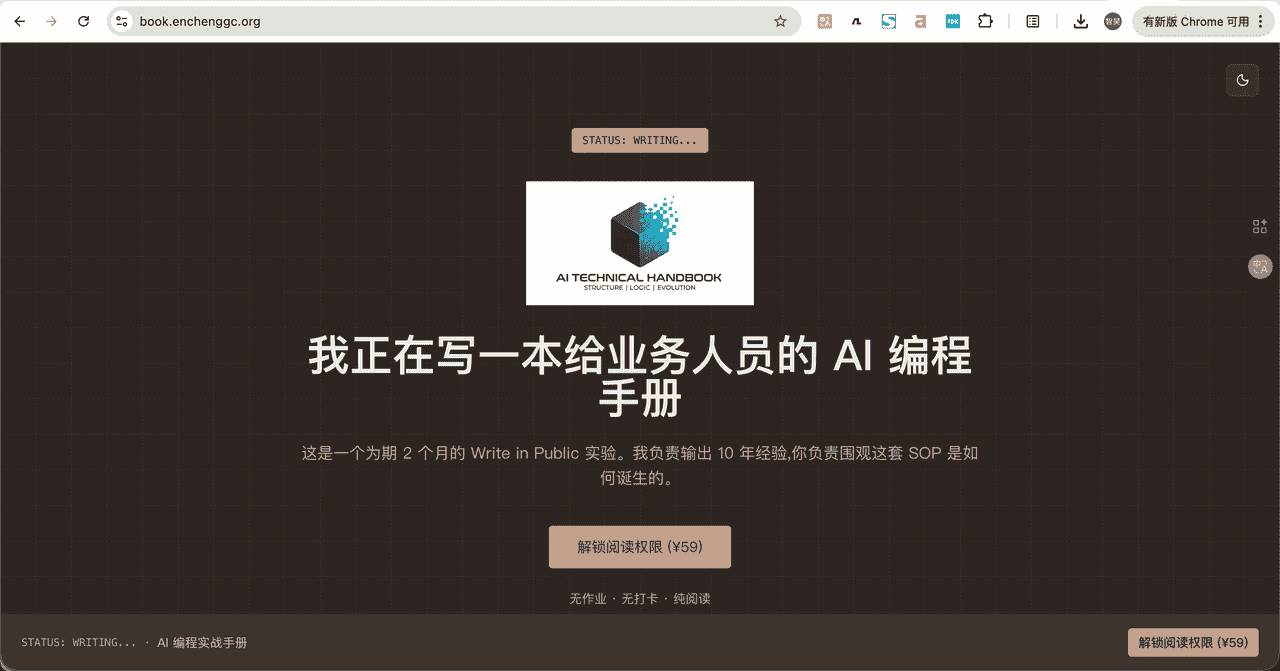 book.enchenggc.org
有新版 Chrome 可用
STATUS: WRITING...
AI TECHNICAL HANDBOOK
STRUCTURE | LOGIC | EVOLUTION
我正在写一本给业务人员的 AI 编程
手册
这是一个为期 2 个月的 Write in Public 实验。我负责输出 10 年经验,你负责围观这套 SOP 是如
何诞生的。
解锁阅读权限 (¥59)
无作业 · 无打卡 · 纯阅读
STATUS: WRITING... · AI 编程实战手册
解锁阅读权限 (¥59)